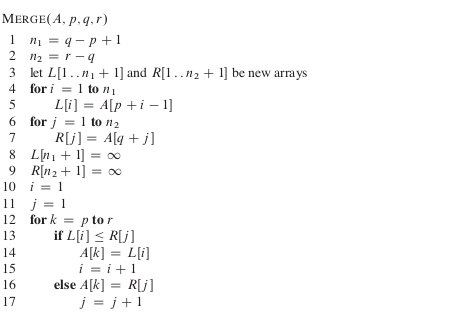 MERGE(A, p, q, r)
1 n₁ = q − p + 1
2 n₂ = r − q
3 let L[1 . . n₁ + 1] and R[1 . . n₂ + 1] be new arrays
4 for i = 1 to n₁
5 L[i] = A[p + i − 1]
6 for j = 1 to n₂
7 R[j] = A[q + j]
8 L[n₁ + 1] = ∞
9 R[n₂ + 1] = ∞
10 i = 1
11 j = 1
12 for k = p to r
13 if L[i] ≤ R[j]
14 A[k] = L[i]
15 i = i + 1
16 else A[k] = R[j]
17 j = j + 1